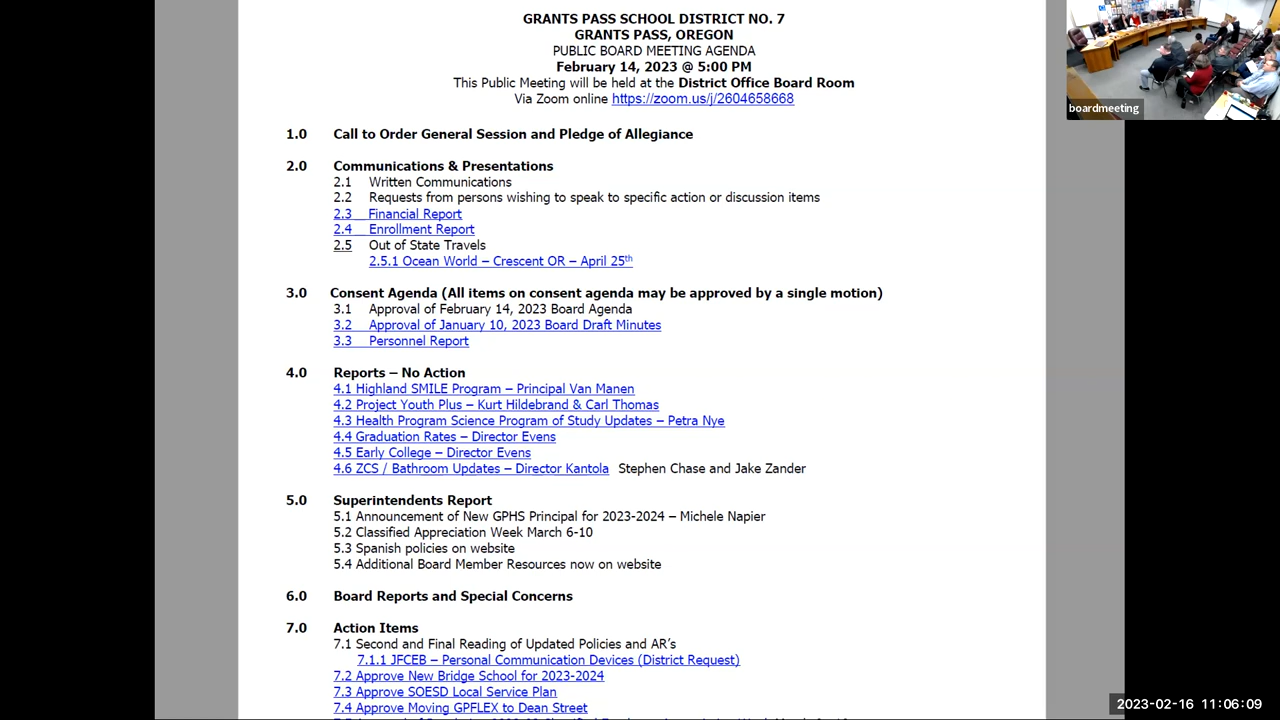 GRANTS PASS SCHOOL DISTRICT NO. 7
GRANTS PASS, OREGON
PUBLIC BOARD MEETING AGENDA
February 14, 2023 @ 5:00 PM
This Public Meeting will be held at the District Office Board Room
Via Zoom online https://zoom.us/j/2604658668
boardmeeting
1.0 Call to Order General Session and Pledge of Allegiance
2.0 Communications & Presentations
2.1 Written Communications
2.2 Requests from persons wishing to speak to specific action or discussion items
2.3 Financial Report
2.4 Enrollment Report
2.5 Out of State Travels
2.5.1 Ocean World – Crescent OR – April 25th
3.0 Consent Agenda (All items on consent agenda may be approved by a single motion)
3.1 Approval of February 14, 2023 Board Agenda
3.2 Approval of January 10, 2023 Board Draft Minutes
3.3 Personnel Report
4.0 Reports – No Action
4.1 Highland SMILE Program – Principal Van Manen
4.2 Project Youth Plus – Kurt Hildebrand & Carl Thomas
4.3 Health Program Science Program of Study Updates – Petra Nye
4.4 Graduation Rates – Director Evens
4.5 Early College – Director Evens
4.6 ZCS / Bathroom Updates – Director Kantola Stephen Chase and Jake Zander
5.0 Superintendents Report
5.1 Announcement of New GPHS Principal for 2023-2024 – Michele Napier
5.2 Classified Appreciation Week March 6-10
5.3 Spanish policies on website
5.4 Additional Board Member Resources now on website
6.0 Board Reports and Special Concerns
7.0 Action Items
7.1 Second and Final Reading of Updated Policies and AR's
7.1.1 JFCEB – Personal Communication Devices (District Request)
7.2 Approve New Bridge School for 2023-2024
7.3 Approve SOESD Local Service Plan
7.4 Approve Moving GPFLEX to Dean Street
2023-02-16 11:06:09